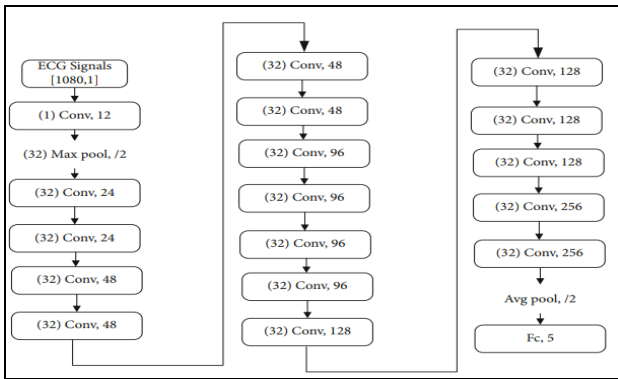 ECG Signals
[1080,1]
(1) Conv, 12
(32) Max pool, /2
(32) Conv, 24
(32) Conv, 24
(32) Conv, 48
(32) Conv, 48
(32) Conv, 48
(32) Conv, 48
(32) Conv, 96
(32) Conv, 96
(32) Conv, 96
(32) Conv, 96
(32) Conv, 128
(32) Conv, 128
(32) Conv, 128
(32) Conv, 128
(32) Conv, 256
(32) Conv, 256
Avg pool, /2
Fc, 5